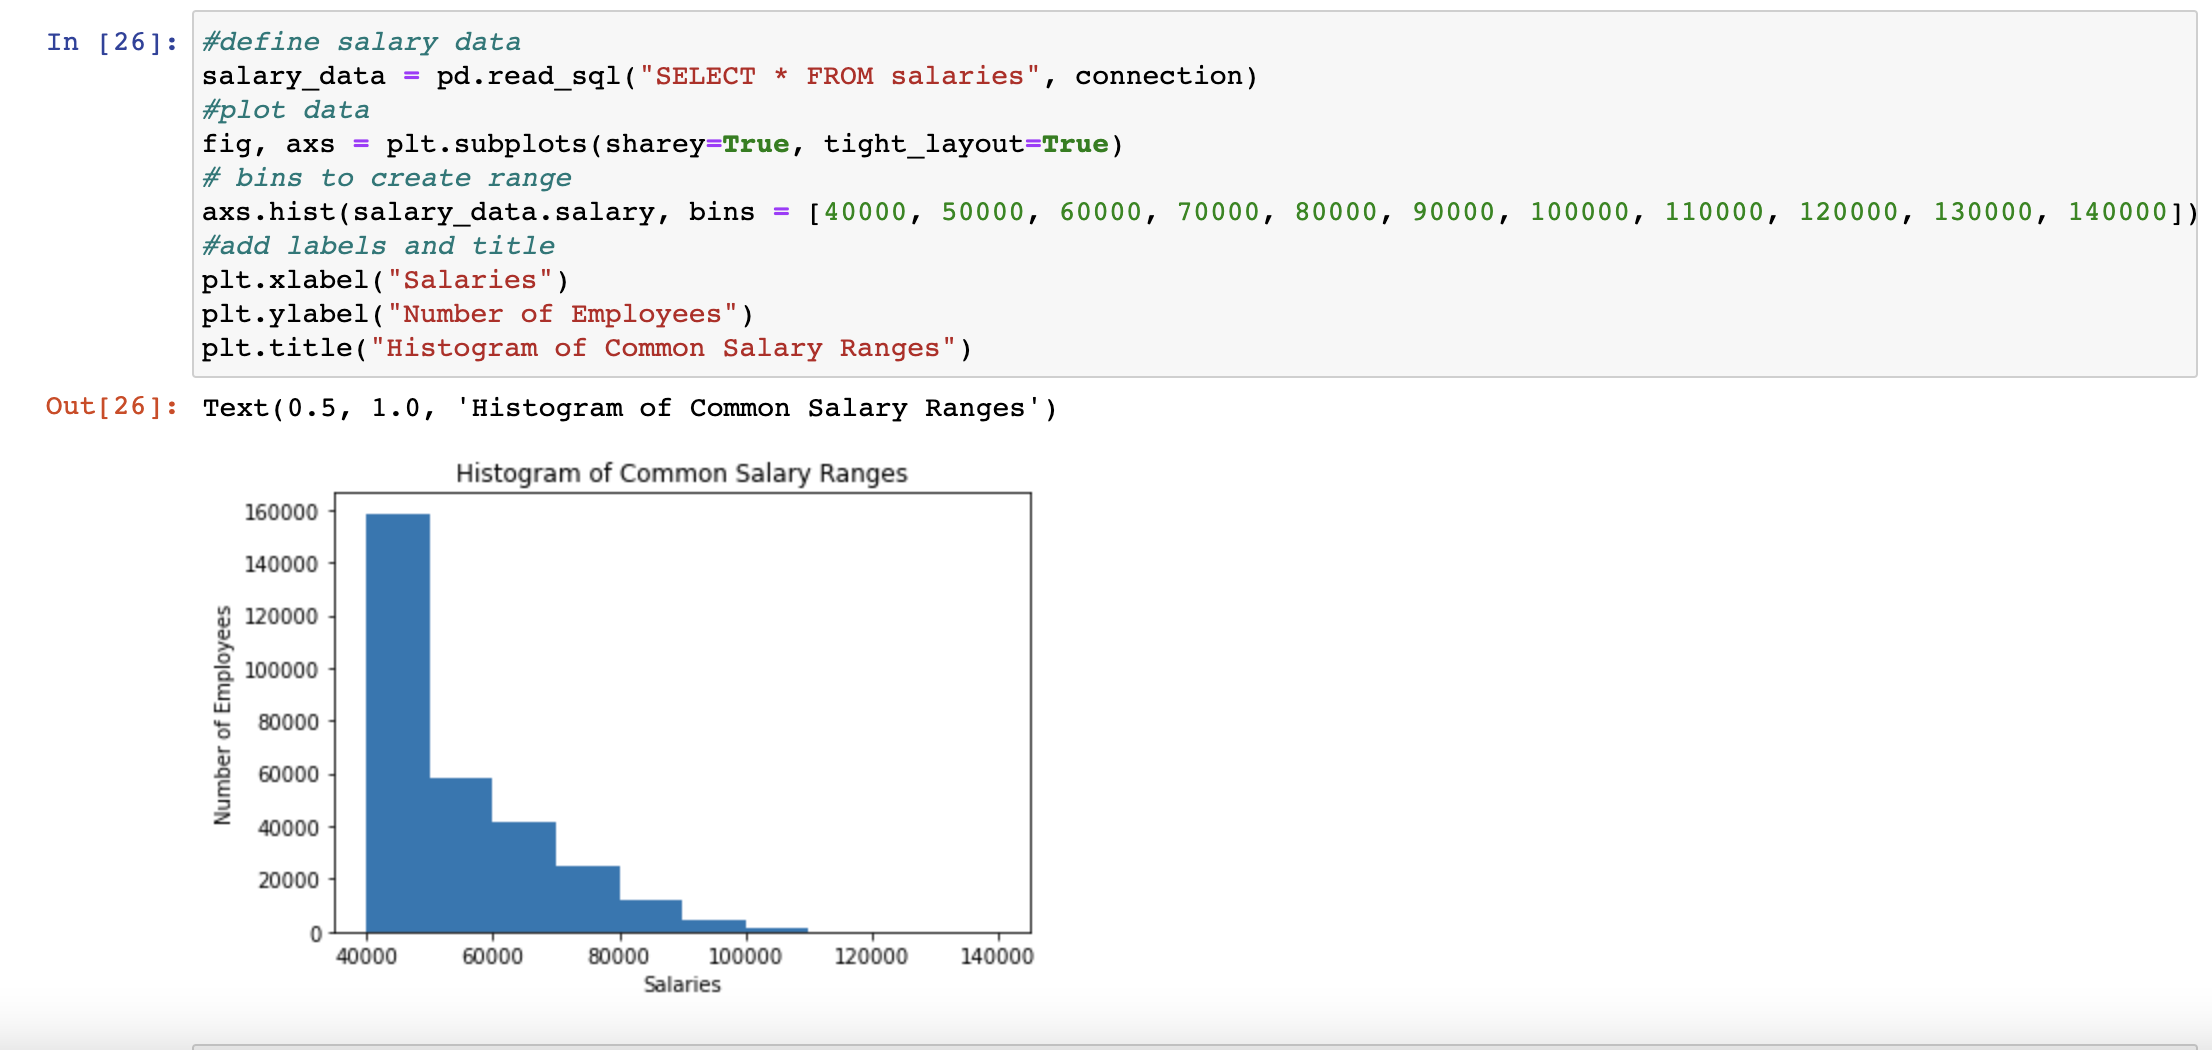 In [26]: #define salary data
salary_data = pd.read_sql("SELECT * FROM salaries", connection)
#plot data
fig, axs = plt.subplots(sharey=True, tight_layout=True)
# bins to create range
axs.hist(salary_data.salary, bins = [40000, 50000, 60000, 70000, 80000, 90000, 100000, 110000, 120000, 130000, 140000])
#add labels and title
plt.xlabel("Salaries")
plt.ylabel("Number of Employees")
plt.title("Histogram of Common Salary Ranges")
Out[26]: Text(0.5, 1.0, 'Histogram of Common Salary Ranges')
Histogram of Common Salary Ranges
160000
140000
120000
100000
80000
60000
40000
20000
0
Number of Employees
40000 60000 80000 100000 120000 140000
Salaries